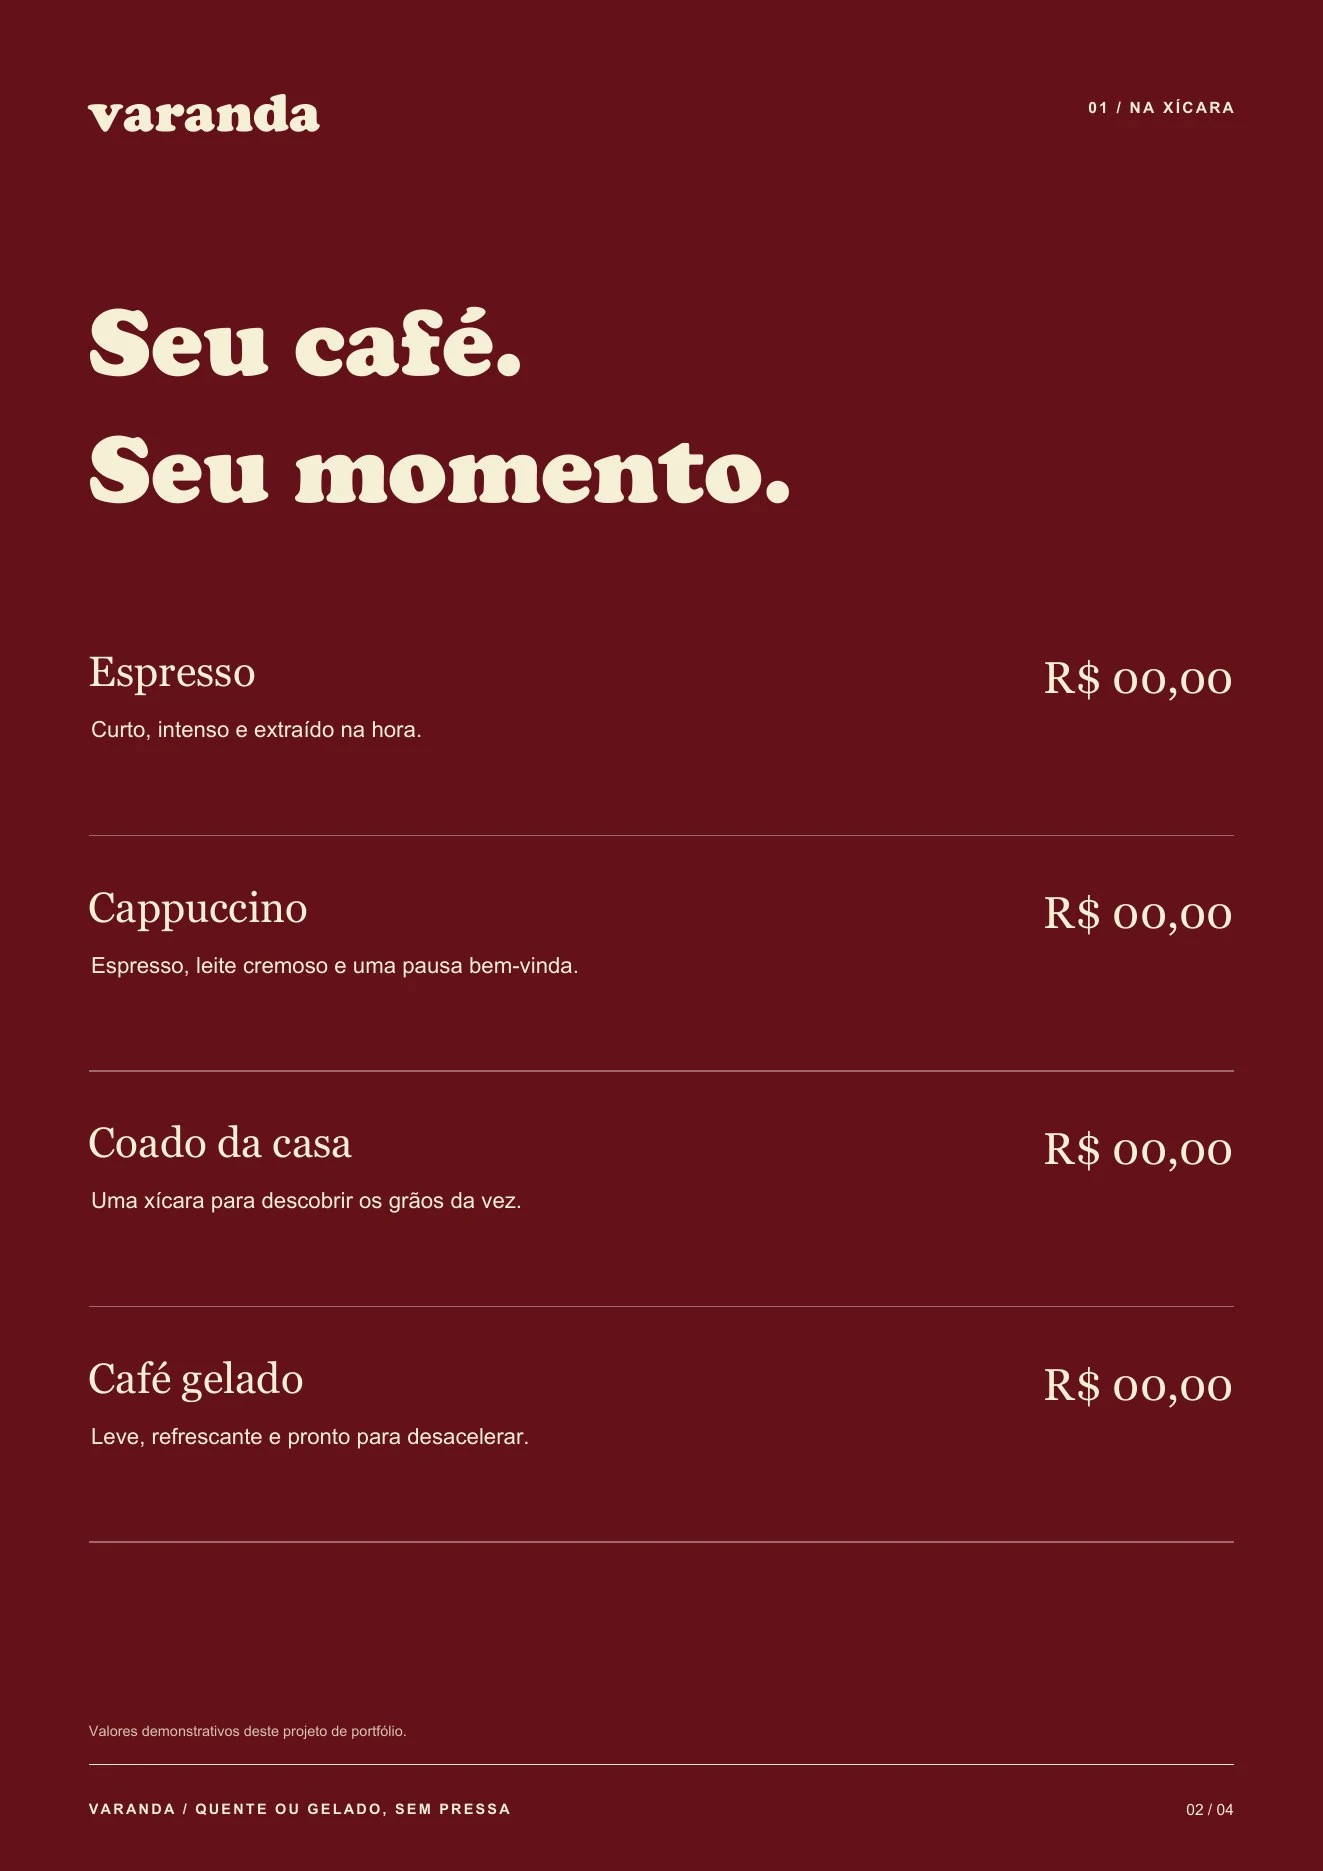 varanda
01 / NA XÍCARA
Seu café.
Seu momento.
Espresso
R$ 00,00
Curto, intenso e extraído na hora.
Cappuccino
R$ 00,00
Espresso, leite cremoso e uma pausa bem-vinda.
Coado da casa
R$ 00,00
Uma xícara para descobrir os grãos da vez.
Café gelado
R$ 00,00
Leve, refrescante e pronto para desacelerar.
Valores demonstrativos deste projeto de portfólio.
VARANDA / QUENTE OU GELADO, SEM PRESSA
02 / 04